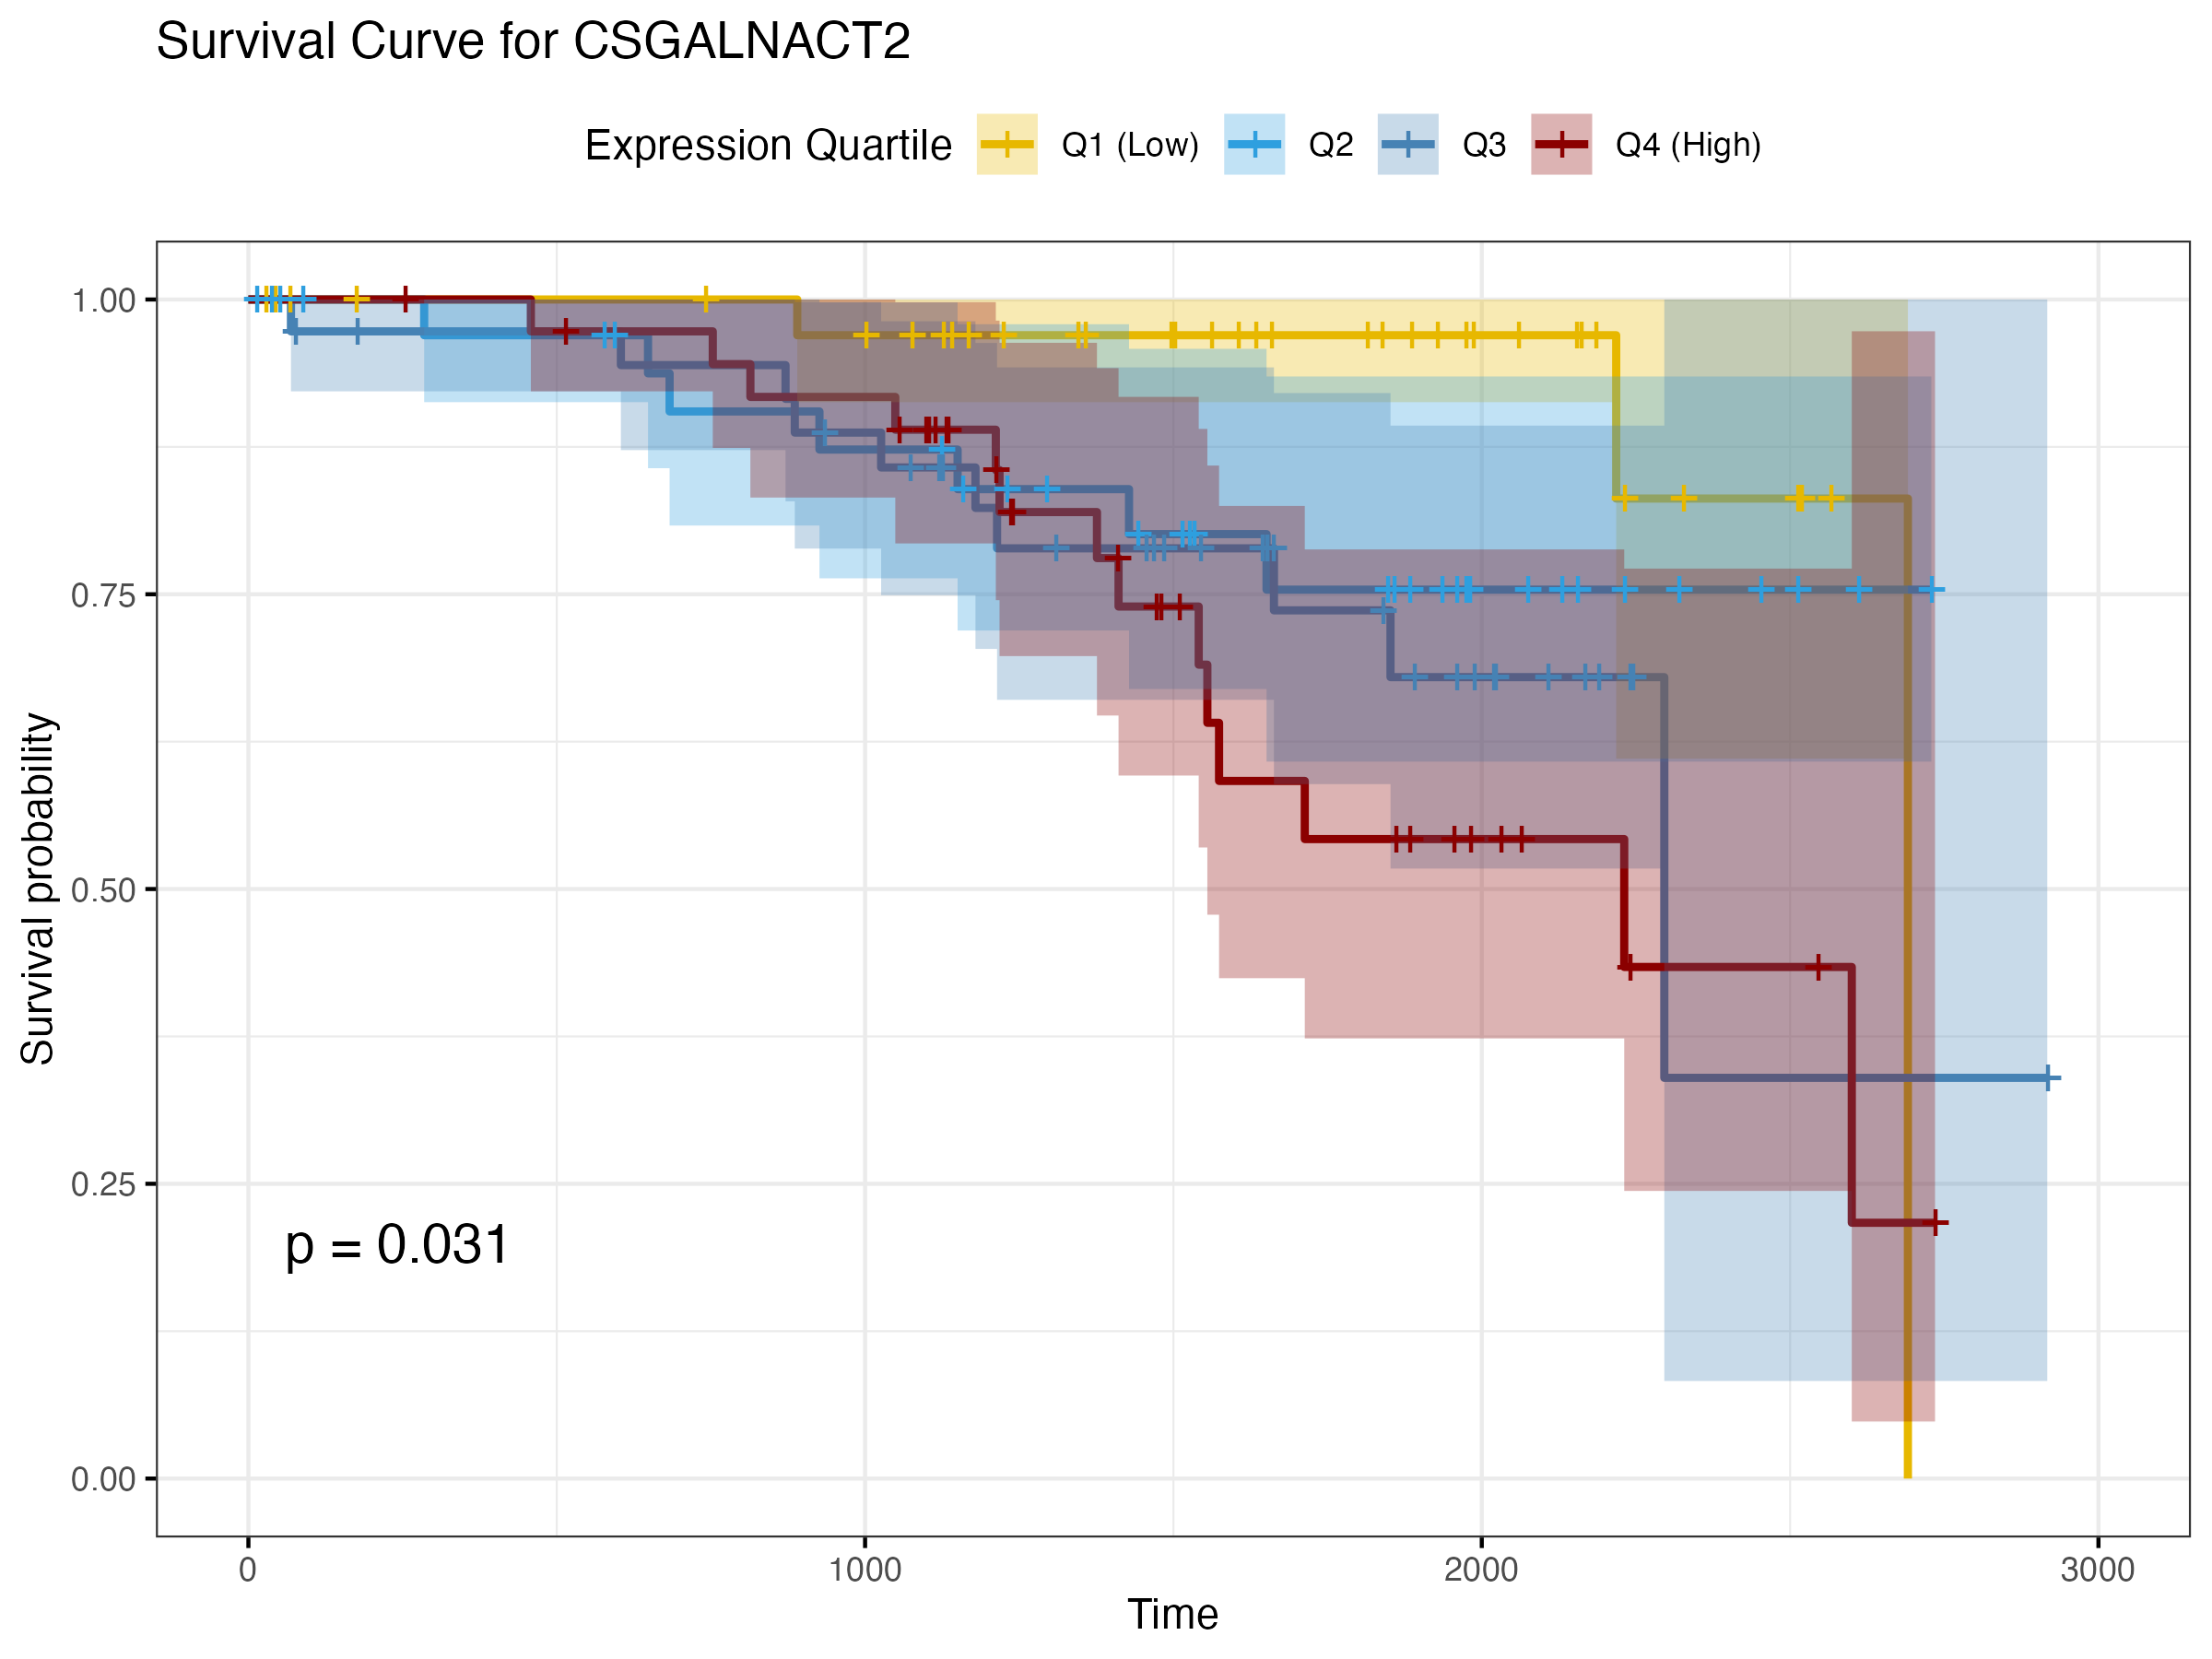 Survival Curve for CSGALNACT2
Expression Quartile Q1 (Low) Q2 Q3 Q4 (High)
Survival probability
1.00
0.75
0.50
0.25
0.00
p = 0.031
0 1000 2000 3000
Time